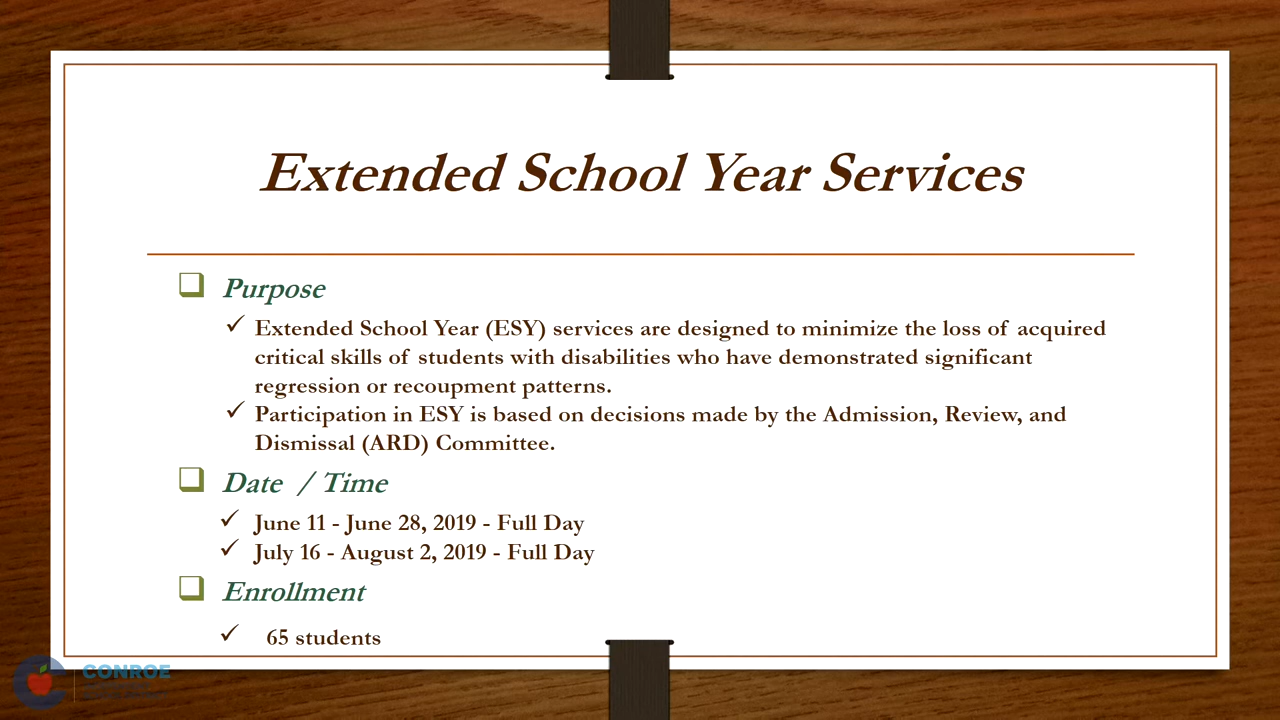 Extended School Year Services
Purpose
Extended School Year (ESY) services are designed to minimize the loss of acquired
critical skills of students with disabilities who have demonstrated significant
regression or recoupment patterns.
Participation in ESY is based on decisions made by the Admission, Review, and
Dismissal (ARD) Committee.
Date / Time
June 11 - June 28, 2019 - Full Day
July 16 - August 2, 2019 - Full Day
Enrollment
65 students
CONROE